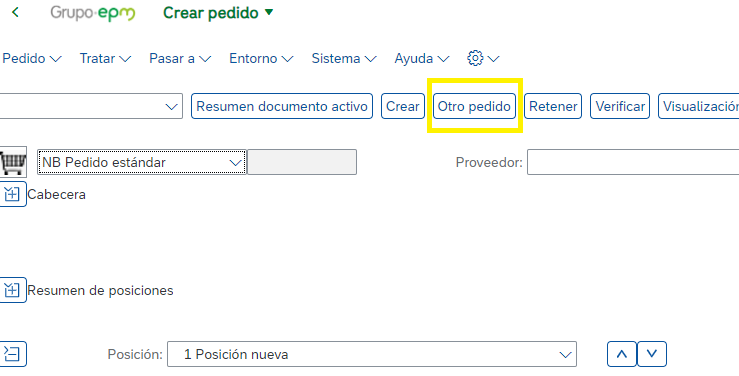 Grupo·epm Crear pedido
Pedido Tratar Pasar a Entorno Sistema Ayuda
Resumen documento activo Crear Otro pedido Retener Verificar Visualización
NB Pedido estándar Proveedor:
Cabecera
Resumen de posiciones
Posición: 1 Posición nueva